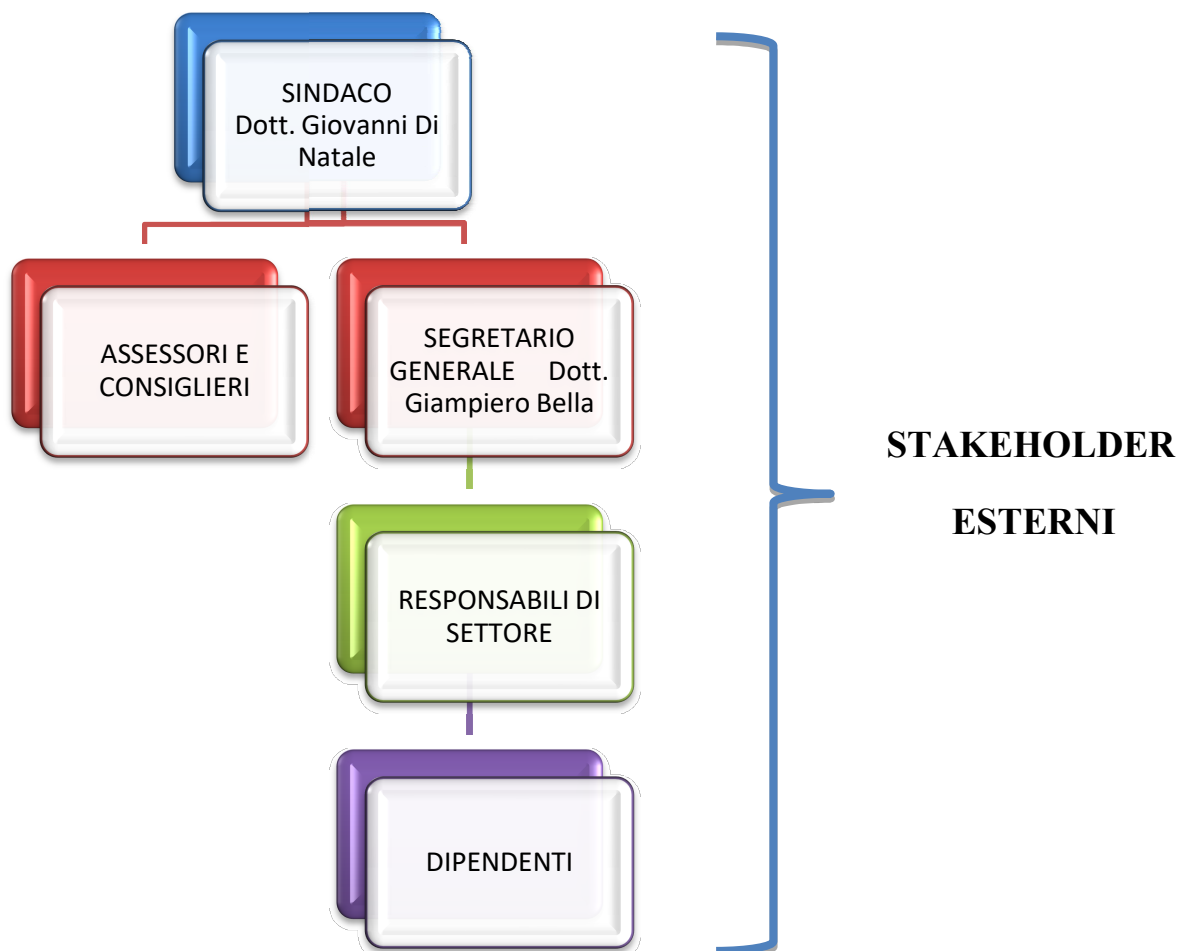 SINDACO
Dott. Giovanni Di
Natale
ASSESSORI E
CONSIGLIERI
SEGRETARIO
GENERALE Dott.
Giampiero Bella
RESPONSABILI DI
SETTORE
DIPENDENTI
STAKEHOLDER
ESTERNI